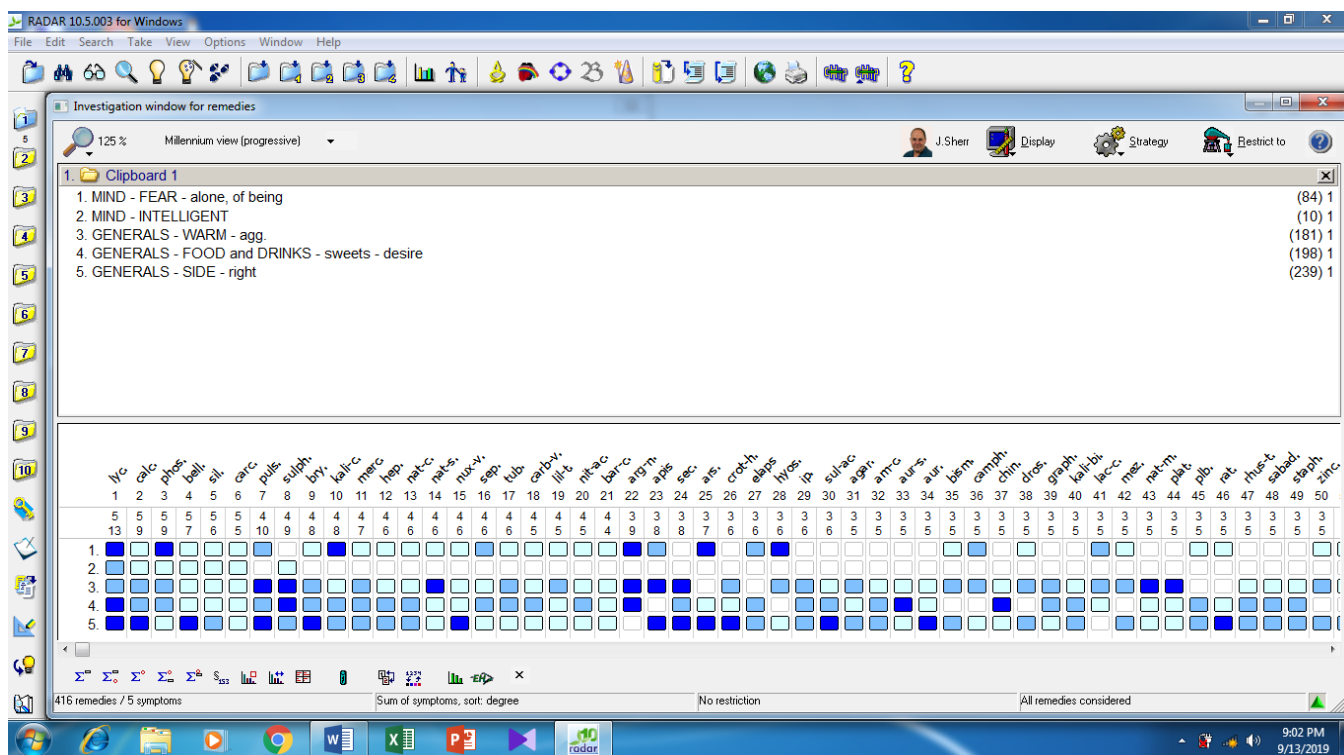 RADAR 10.5.003 for Windows
File Edit Search Take View Options Window Help
Investigation window for remedies
125 % Millennium view (progressive) J.Sherr Display Strategy Restrict to
1. Clipboard 1
1. MIND - FEAR - alone, of being (84) 1
2. MIND - INTELLIGENT (10) 1
3. GENERALS - WARM - agg. (181) 1
4. GENERALS - FOOD and DRINKS - sweets - desire (198) 1
5. GENERALS - SIDE - right (239) 1
lyc. calc. phos. bell. sil. carc. puls. sulph. bry. kali-c. merc. hep. nat-c. nat-s. nux-v. sep. tub. carb-v. lil-t. nit-ac. bar-c. arg-n. apis sec. ars. crot-h. elaps hyos. ip. sul-ac. agar. am-c. aur-s. aur. bism. camph. chin. dros. graph. kali-bi. lac-c. mez. nat-m. plat. plb. rat. rhus-t. sabad. staph. zinc.
1 2 3 4 5 6 7 8 9 10 11 12 13 14 15 16 17 18 19 20 21 22 23 24 25 26 27 28 29 30 31 32 33 34 35 36 37 38 39 40 41 42 43 44 45 46 47 48 49 50
5 5 5 5 5 5 4 4 4 4 4 4 4 4 4 4 4 4 4 4 4 3 3 3 3 3 3 3 3 3 3 3 3 3 3 3 3 3 3 3 3 3 3 3 3 3 3 3 3 3
13 9 9 7 6 5 10 9 8 8 7 6 6 6 6 6 6 5 5 5 4 9 8 8 7 6 6 6 6 6 5 5 5 5 5 5 5 5 5 5 5 5 5 5 5 5 5 5 5 5
1.
2.
3.
4.
5.
416 remedies / 5 symptoms Sum of symptoms, sort: degree No restriction All remedies considered
9:02 PM
9/13/2019